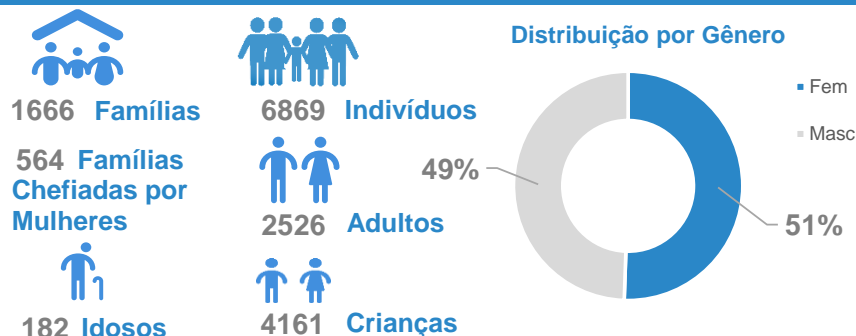 1666 Famílias
564 Famílias
Chefiadas por
Mulheres
182 Idosos
6869 Indivíduos
2526 Adultos
4161 Crianças
Distribuição por Gênero
Fem
Masc
49%
51%